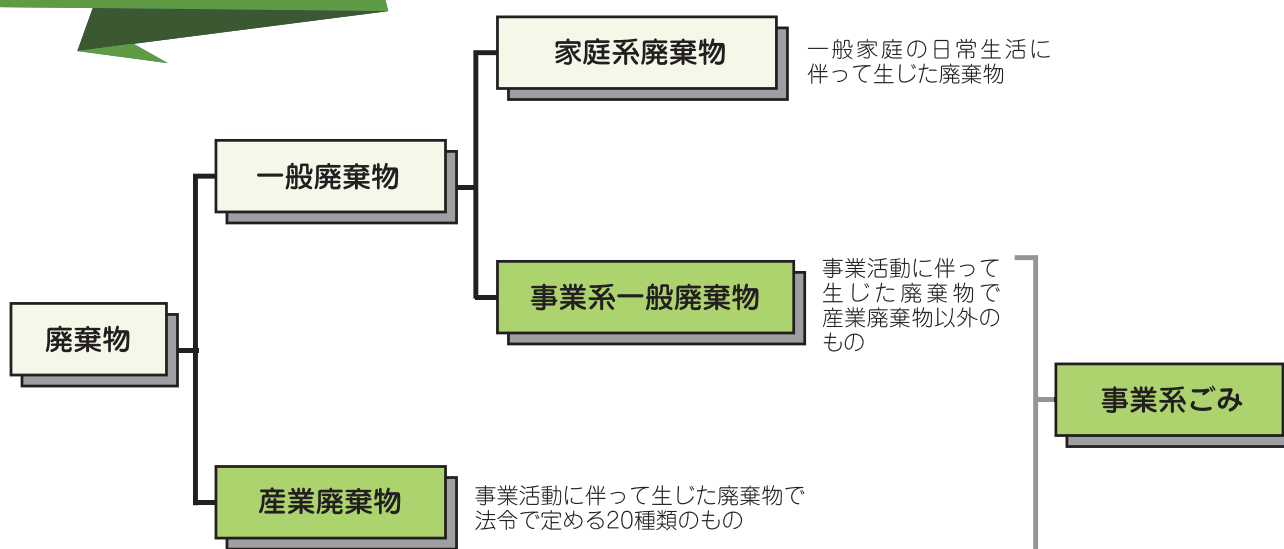 家庭系廃棄物
一般家庭の日常生活に
伴って生じた廃棄物
一般廃棄物
事業系一般廃棄物
事業活動に伴って
生じた廃棄物で
産業廃棄物以外の
もの
廃棄物
事業系ごみ
産業廃棄物
事業活動に伴って生じた廃棄物で
法令で定める20種類のもの